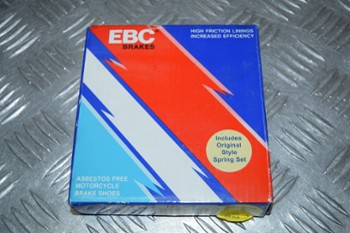 EBC
BRAKES
HIGH FRICTION LININGS
INCREASED EFFICIENCY
Includes
Original
Style
Spring Set
ASBESTOS FREE
MOTORCYCLE
BRAKE SHOES